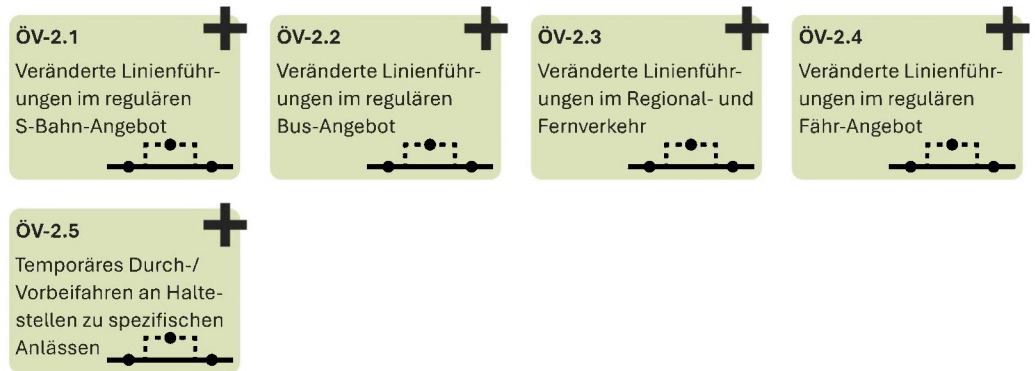 ÖV-2.1
Veränderte Linienführ-
ungen im regulären
S-Bahn-Angebot
ÖV-2.2
Veränderte Linienführ-
ungen im regulären
Bus-Angebot
ÖV-2.3
Veränderte Linienführ-
ungen im Regional- und
Fernverkehr
ÖV-2.4
Veränderte Linienführ-
ungen im regulären
Fähr-Angebot
ÖV-2.5
Temporäres Durch-/
Vorbeifahren an Halte-
stellen zu spezifischen
Anlässen